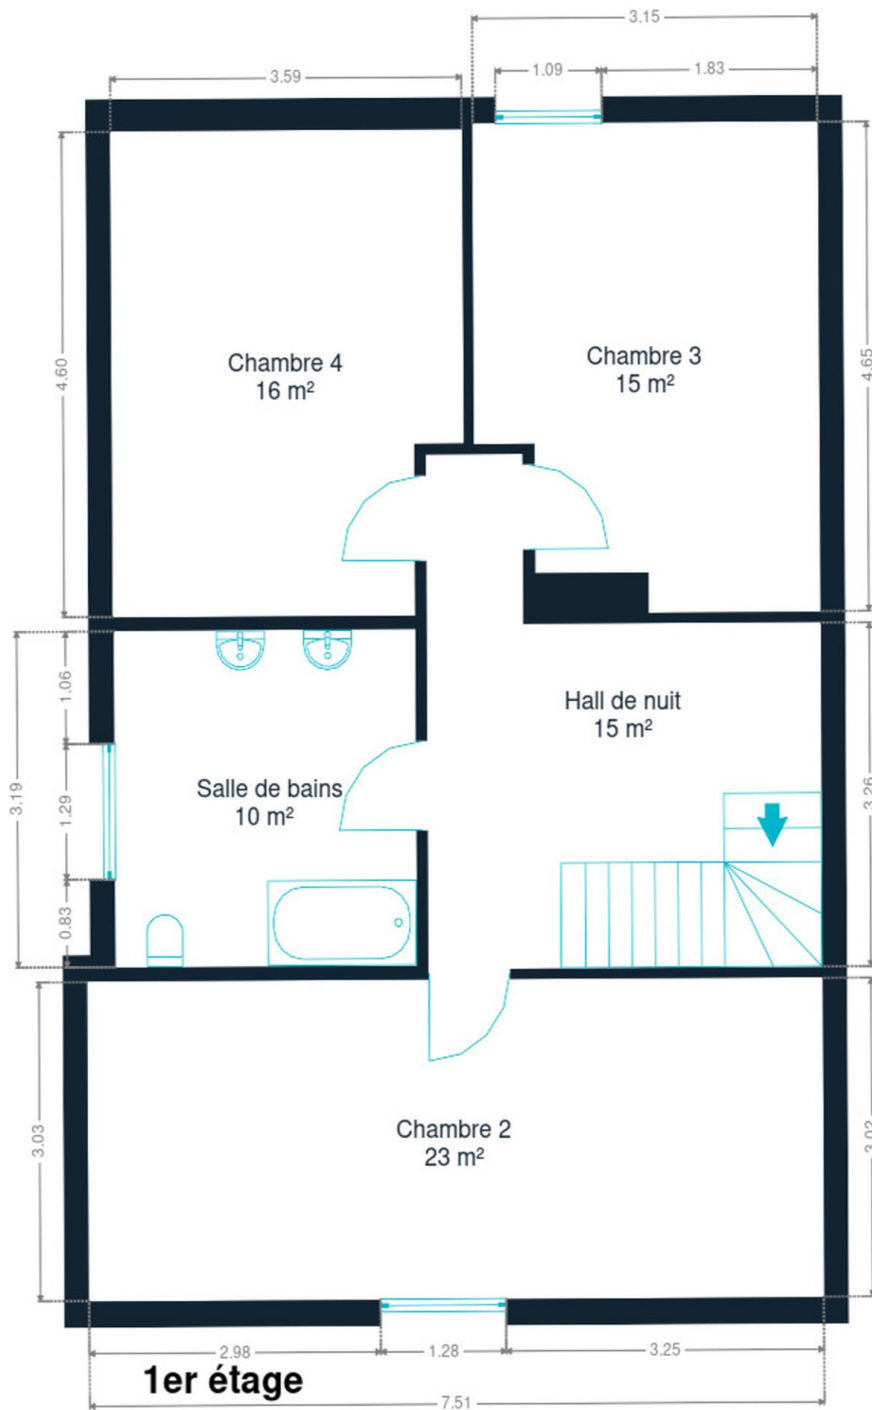 3.15
3.59
1.09
1.83
4.60
4.65
Chambre 4
16 m²
Chambre 3
15 m²
3.19
1.06
1.29
0.83
Salle de bains
10 m²
Hall de nuit
15 m²
3.26
3.03
Chambre 2
23 m²
3.02
2.98
1.28
3.25
1er étage
7.51